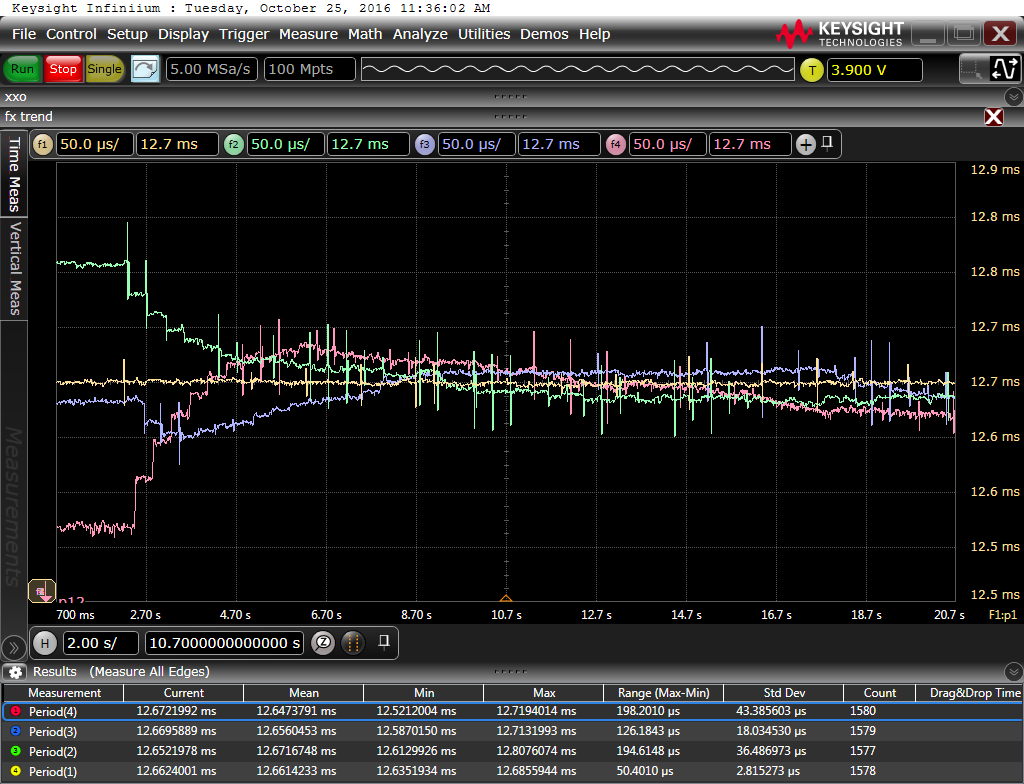 Keysight Infiniium : Tuesday, October 25, 2016 11:36:02 AM
File Control Setup Display Trigger Measure Math Analyze Utilities Demos Help
KEYSIGHT TECHNOLOGIES
Run Stop Single 5.00 MSa/s 100 Mpts T 3.900 V
xxo
fx trend
f1 50.0 µs/ 12.7 ms f2 50.0 µs/ 12.7 ms f3 50.0 µs/ 12.7 ms f4 50.0 µs/ 12.7 ms
Time Meas
Vertical Meas
Measurements
12.9 ms
12.8 ms
12.8 ms
12.7 ms
12.7 ms
12.6 ms
12.6 ms
12.5 ms
12.5 ms
700 ms 2.70 s 4.70 s 6.70 s 8.70 s 10.7 s 12.7 s 14.7 s 16.7 s 18.7 s 20.7 s F1:p1
H 2.00 s/ 10.7000000000000 s
Results (Measure All Edges)
Measurement Current Mean Min Max Range (Max-Min) Std Dev Count Drag&Drop Time
Period(4) 12.6721992 ms 12.6473791 ms 12.5212004 ms 12.7194014 ms 198.2010 µs 43.385603 µs 1580
2 Period(3) 12.6695889 ms 12.6560453 ms 12.5870150 ms 12.7131993 ms 126.1843 µs 18.034530 µs 1579
3 Period(2) 12.6521978 ms 12.6716748 ms 12.6129926 ms 12.8076074 ms 194.6148 µs 36.486973 µs 1577
4 Period(1) 12.6624001 ms 12.6614233 ms 12.6351934 ms 12.6855944 ms 50.4010 µs 2.815273 µs 1578